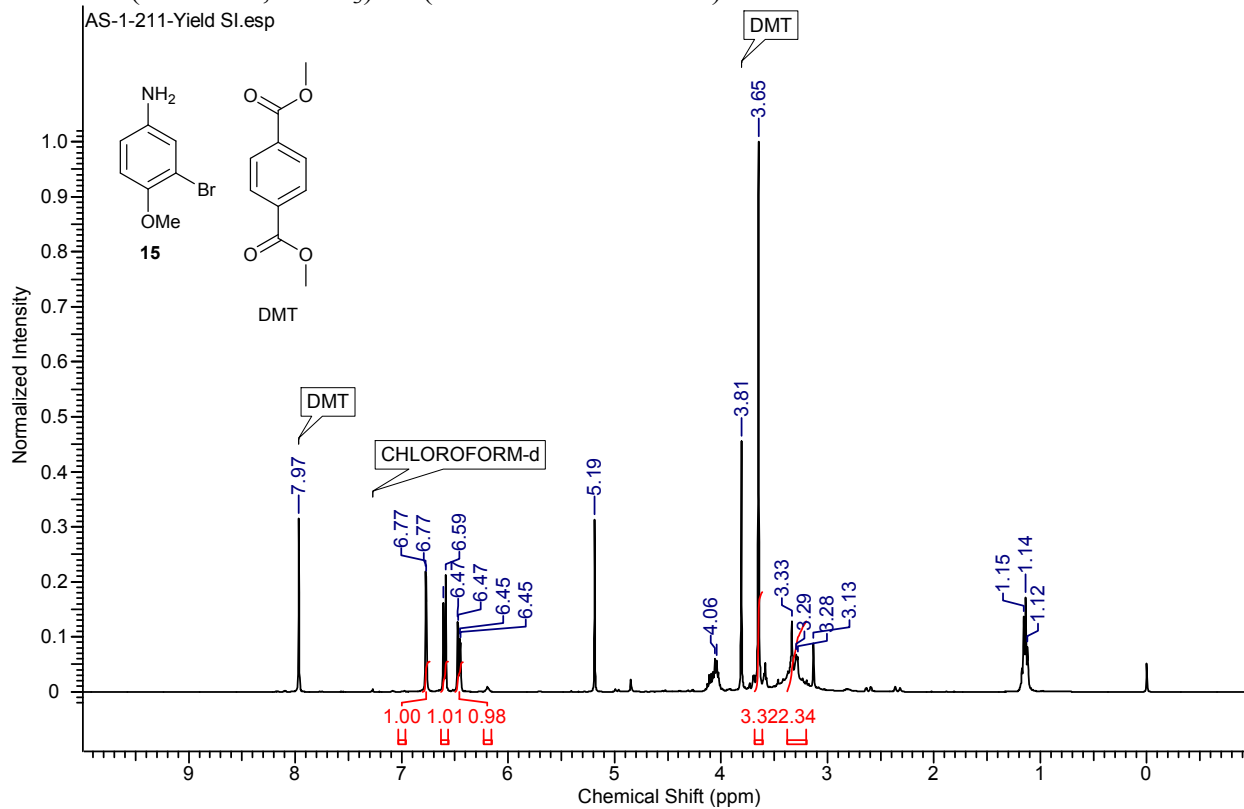 AS-1-211-Yield SI.esp
DMT
NH2
O
O
Br
OMe
15
O
O
DMT
DMT
CHLOROFORM-d
7.97
6.77
6.77
6.59
6.47
6.47
6.45
6.45
5.19
4.06
3.81
3.65
3.33
3.29
3.28
3.13
1.15
1.14
1.12
Normalized Intensity
1.0
0.9
0.8
0.7
0.6
0.5
0.4
0.3
0.2
0.1
0
1.00 1.01 0.98 3.32 2.34
9 8 7 6 5 4 3 2 1 0
Chemical Shift (ppm)